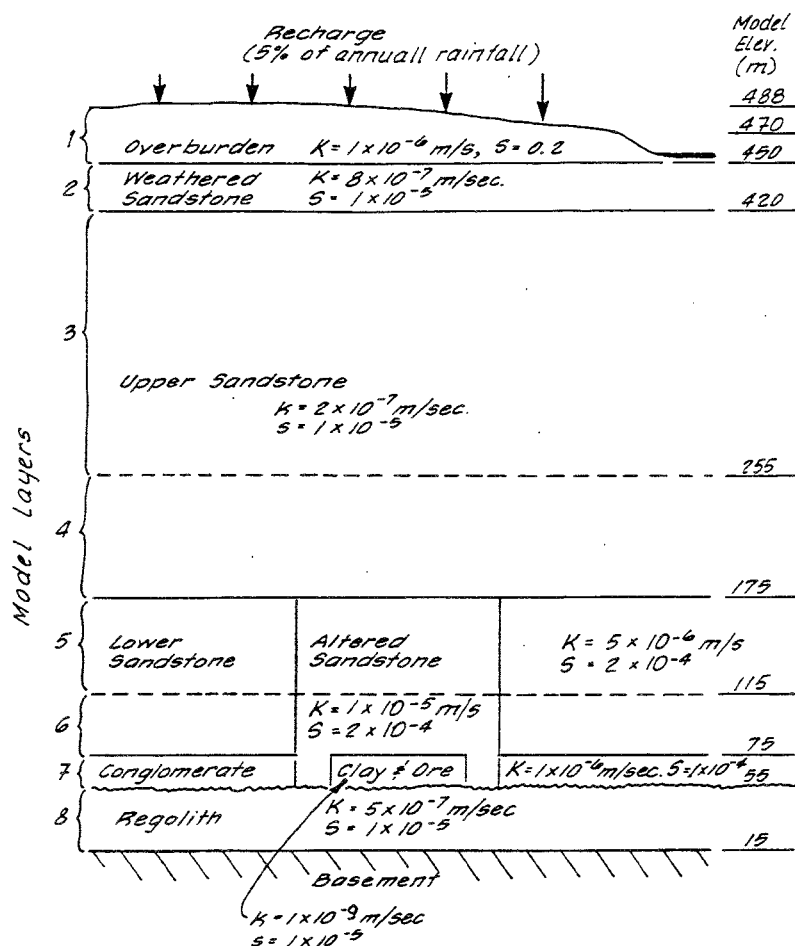 Recharge
(5% of annuall rainfall)
Model
Elev.
(m)
488
470
1
Overburden K = 1 x 10⁻⁶ m/s, S = 0.2
450
2
Weathered K = 8 x 10⁻⁷ m/sec.
Sandstone S = 1 x 10⁻⁵
420
3
Upper Sandstone
K = 2 x 10⁻⁷ m/sec.
S = 1 x 10⁻⁵
255
Model Layers
4
175
5
Lower
Sandstone
Altered
Sandstone
K = 5 x 10⁻⁶ m/s
S = 2 x 10⁻⁴
115
6
K = 1 x 10⁻⁵ m/s
S = 2 x 10⁻⁴
75
7
Conglomerate
Clay & Ore
K = 1 x 10⁻⁶ m/sec. S = 1 x 10⁻⁴
55
8
Regolith
K = 5 x 10⁻⁷ m/sec
S = 1 x 10⁻⁵
15
Basement
K = 1 x 10⁻⁹ m/sec
S = 1 x 10⁻⁵